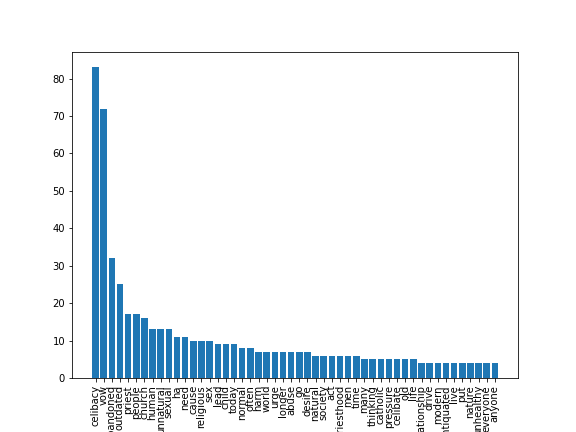 80
70
60
50
40
30
20
10
0
celibacy
vow
andoned
outdated
priest
people
church
human
unnatural
sexual
ha
need
cause
religious
sex
lead
child
today
normal
often
harm
world
urge
longer
abuse
go
desire
natural
society
act
iesthood
men
time
many
thinking
catholic
pressure
celibate
old
life
ationship
drive
modern
tiquated
live
put
nature
nhealthy
everyone
anyone